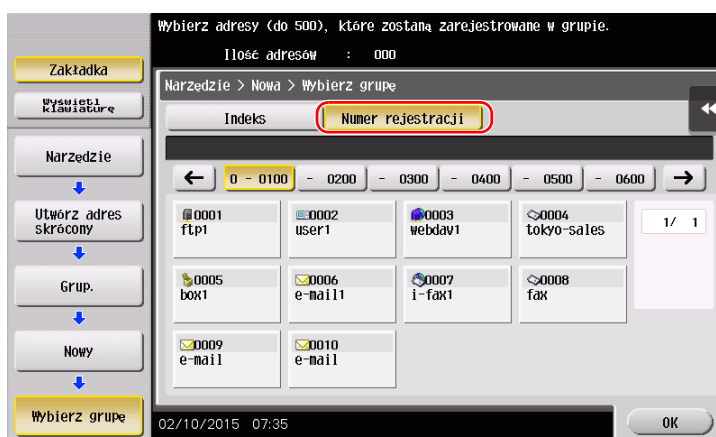 Wybierz adresy (do 500), które zostaną zarejestrowane w grupie.
Ilość adresów : 000
Zakładka
Wyświetl
klawiaturę
Narzędzie
Utwórz adres
skrócony
Grup.
Nowy
Wybierz grupę
Narzędzie > Nowa > Wybierz grupę
Indeks
Numer rejestracji
← 0 - 0100 - 0200 - 0300 - 0400 - 0500 - 0600 →
0001
ftp1
0002
user1
0003
webdav1
0004
tokyo-sales
1/ 1
0005
box1
0006
e-mail1
0007
i-fax1
0008
fax
0009
e-mail
0010
e-mail
02/10/2015 07:35
OK